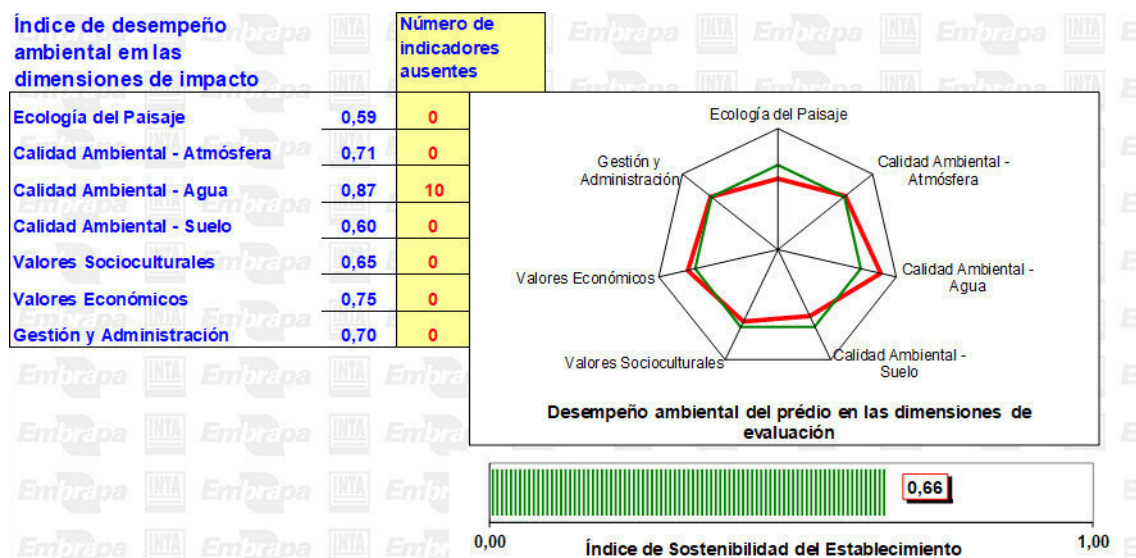 Índice de desempeño
ambiental em las
dimensiones de impacto
Número de
indicadores
ausentes
Ecología del Paisaje 0,59 0
Calidad Ambiental - Atmósfera 0,71 0
Calidad Ambiental - Agua 0,87 10
Calidad Ambiental - Suelo 0,60 0
Valores Socioculturales 0,65 0
Valores Económicos 0,75 0
Gestión y Administración 0,70 0
Ecología del Paisaje
Calidad Ambiental -
Atmósfera
Calidad Ambiental -
Agua
Calidad Ambiental -
Suelo
Valores Socioculturales
Valores Económicos
Gestión y
Administración
Desempeño ambiental del prédio en las dimensiones de
evaluación
0,66
0,00
1,00
Índice de Sostenibilidad del Establecimiento
Embrapa INTA